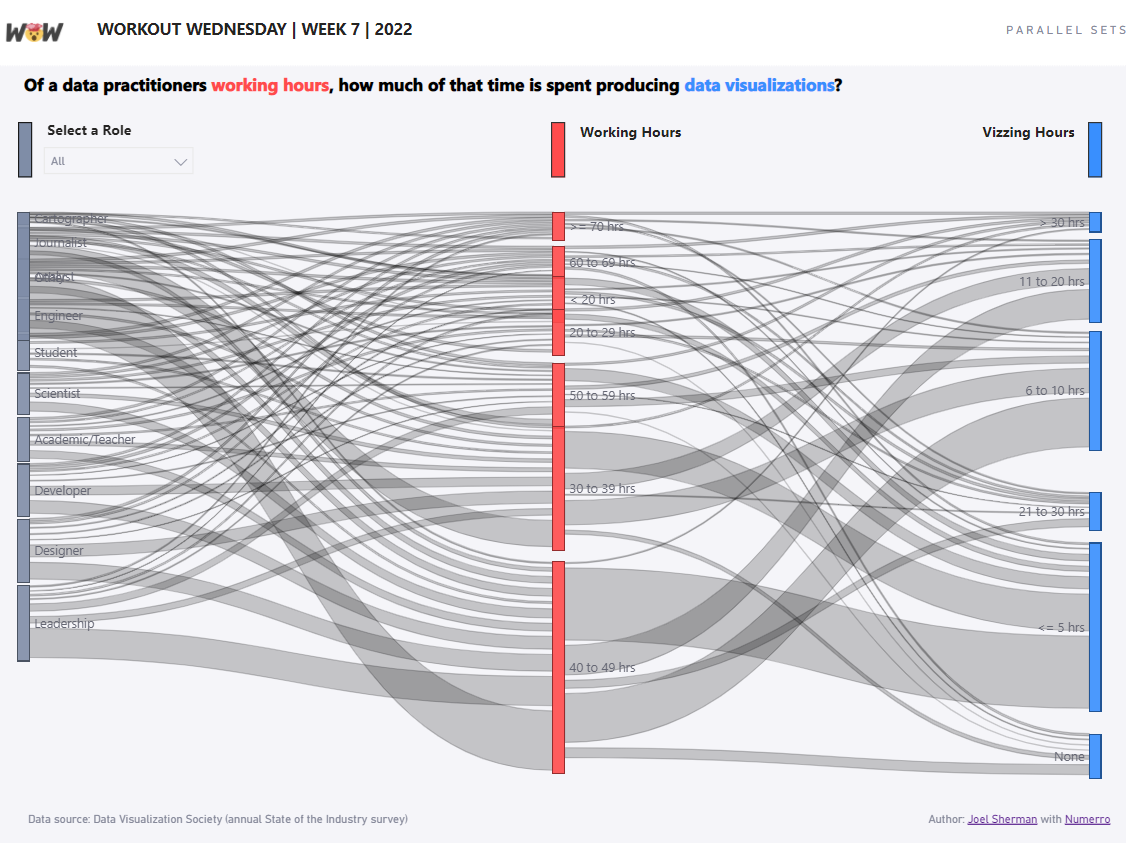 WOW
WORKOUT WEDNESDAY | WEEK 7 | 2022
PARALLEL SETS
Of a data practitioners working hours, how much of that time is spent producing data visualizations?
Select a Role
All
Working Hours
Vizzing Hours
Cartographer
Journalist
Analyst
Engineer
Student
Scientist
Academic/Teacher
Developer
Designer
Leadership
>= 70 hrs
60 to 69 hrs
< 20 hrs
20 to 29 hrs
50 to 59 hrs
30 to 39 hrs
40 to 49 hrs
> 30 hrs
11 to 20 hrs
6 to 10 hrs
21 to 30 hrs
<= 5 hrs
None
Data source: Data Visualization Society (annual State of the Industry survey)
Author: Joel Sherman with Numerro